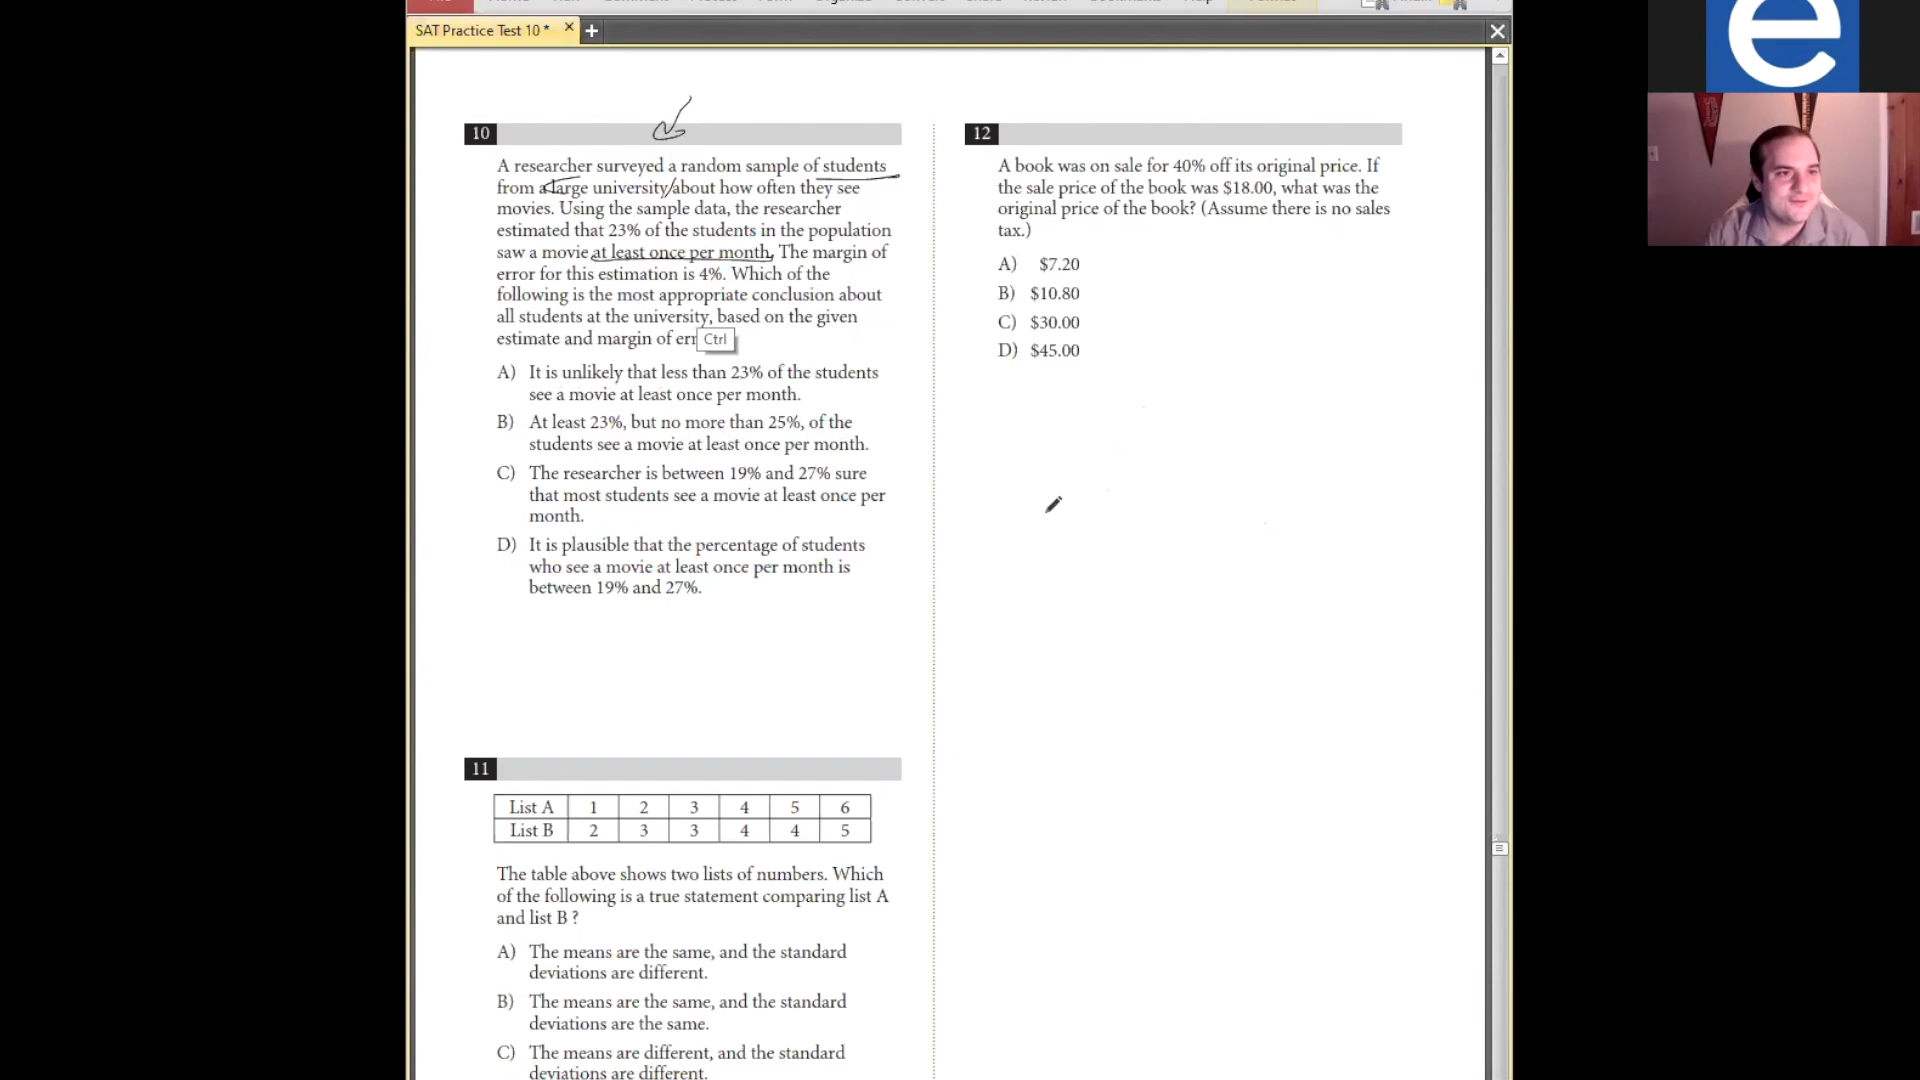 SAT Practice Test 10 *
10
A researcher surveyed a random sample of students
from a large university about how often they see
movies. Using the sample data, the researcher
estimated that 23% of the students in the population
saw a movie at least once per month. The margin of
error for this estimation is 4%. Which of the
following is the most appropriate conclusion about
all students at the university, based on the given
estimate and margin of err
Ctrl
A) It is unlikely that less than 23% of the students
see a movie at least once per month.
B) At least 23%, but no more than 25%, of the
students see a movie at least once per month.
C) The researcher is between 19% and 27% sure
that most students see a movie at least once per
month.
D) It is plausible that the percentage of students
who see a movie at least once per month is
between 19% and 27%.
11
List A 1 2 3 4 5 6
List B 2 3 3 4 4 5
The table above shows two lists of numbers. Which
of the following is a true statement comparing list A
and list B ?
A) The means are the same, and the standard
deviations are different.
B) The means are the same, and the standard
deviations are the same.
C) The means are different, and the standard
deviations are different.
12
A book was on sale for 40% off its original price. If
the sale price of the book was $18.00, what was the
original price of the book? (Assume there is no sales
tax.)
A) $7.20
B) $10.80
C) $30.00
D) $45.00
e